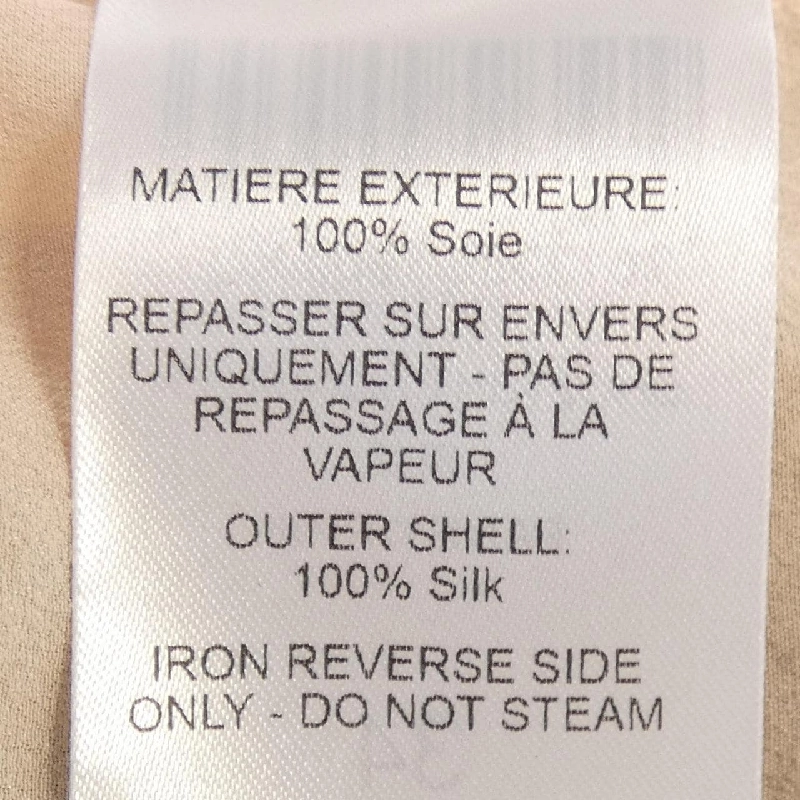 MATIERE EXTERIEURE:
100% Soie
REPASSER SUR ENVERS
UNIQUEMENT - PAS DE
REPASSAGE À LA
VAPEUR
OUTER SHELL:
100% Silk
IRON REVERSE SIDE
ONLY - DO NOT STEAM